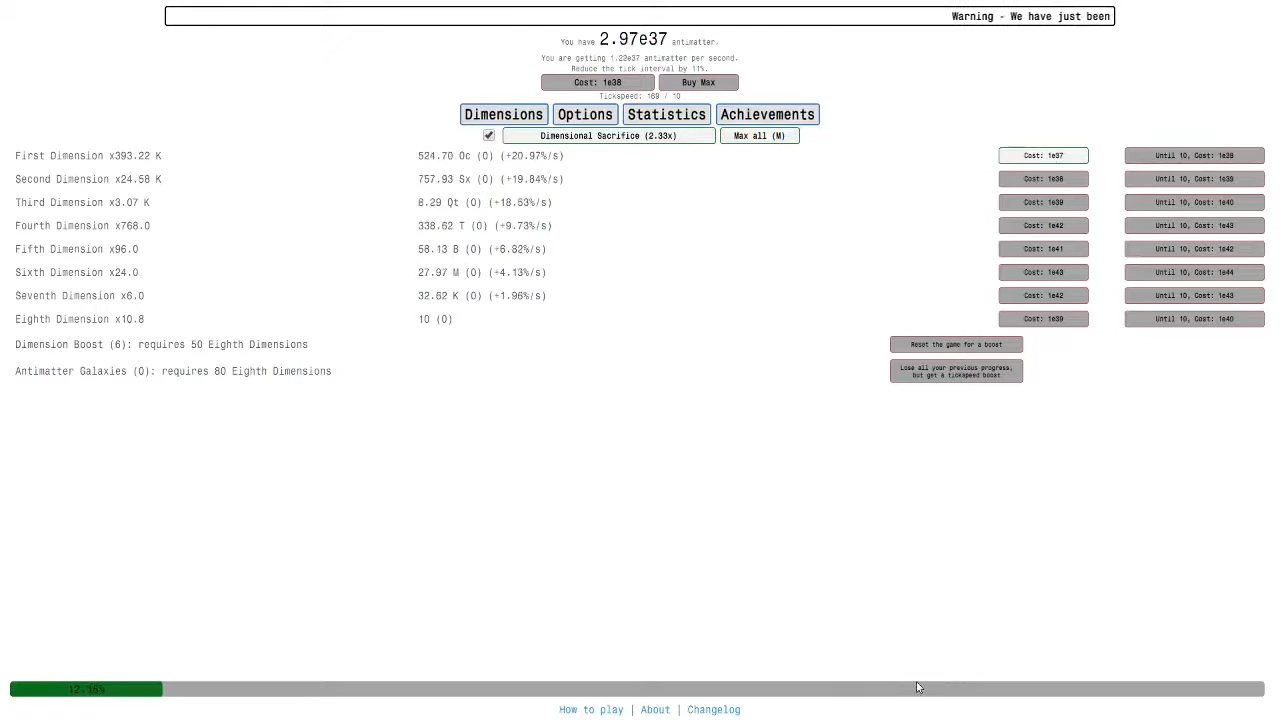 Warning - We have just been
You have 2.97e37 antimatter.
You are getting 1.22e37 antimatter per second.
Reduce the tick interval by 11%.
Cost: 1e38 Buy Max
Tickspeed: 169 / 10
Dimensions Options Statistics Achievements
Dimensional Sacrifice (2.33x) Max all (M)
First Dimension x393.22 K 524.70 Oc (0) (+20.97%/s) Cost: 1e37 Until 10, Cost: 1e38
Second Dimension x24.58 K 757.93 Sx (0) (+19.84%/s) Cost: 1e38 Until 10, Cost: 1e39
Third Dimension x3.07 K 8.29 Qt (0) (+18.53%/s) Cost: 1e39 Until 10, Cost: 1e40
Fourth Dimension x768.0 338.62 T (0) (+9.73%/s) Cost: 1e42 Until 10, Cost: 1e43
Fifth Dimension x96.0 58.13 B (0) (+6.82%/s) Cost: 1e41 Until 10, Cost: 1e42
Sixth Dimension x24.0 27.97 M (0) (+4.13%/s) Cost: 1e43 Until 10, Cost: 1e44
Seventh Dimension x6.0 32.62 K (0) (+1.96%/s) Cost: 1e42 Until 10, Cost: 1e43
Eighth Dimension x10.8 10 (0) Cost: 1e39 Until 10, Cost: 1e40
Dimension Boost (6): requires 50 Eighth Dimensions Reset the game for a boost
Antimatter Galaxies (0): requires 80 Eighth Dimensions Lose all your previous progress,
but get a tickspeed boost
12.15%
How to play | About | Changelog